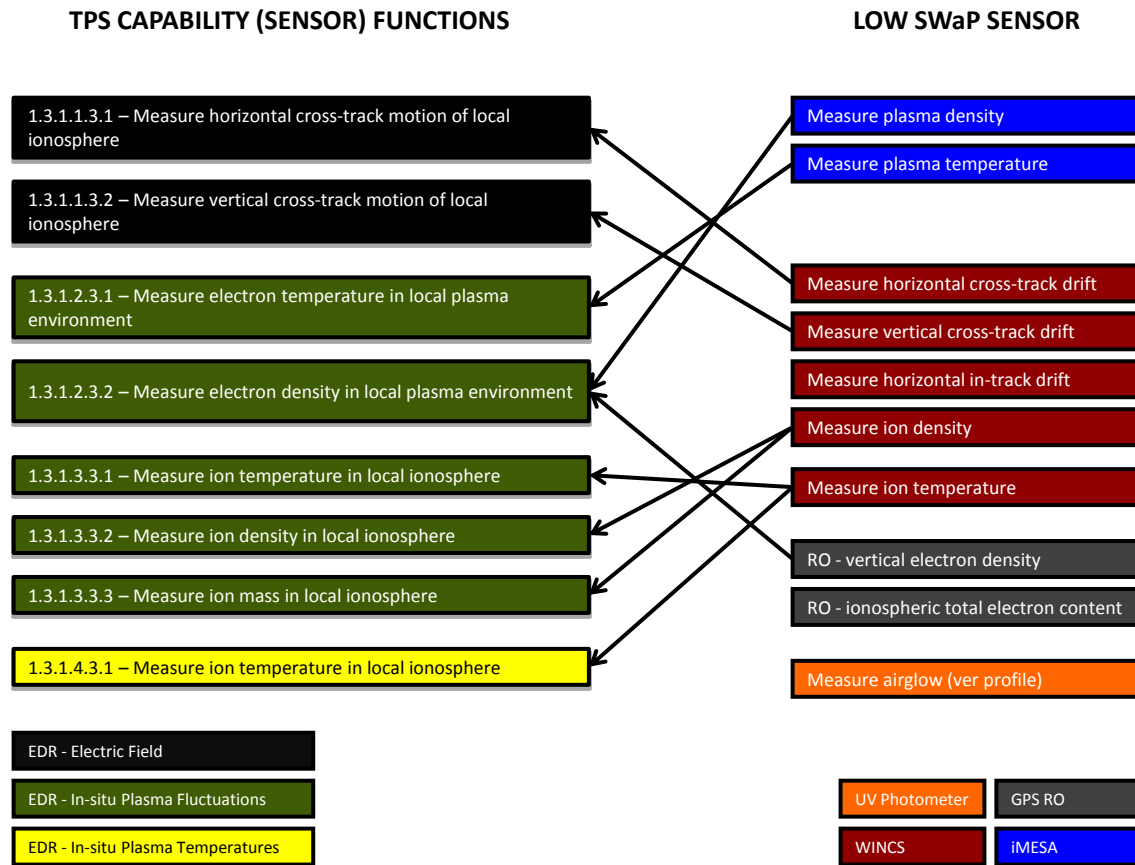 TPS CAPABILITY (SENSOR) FUNCTIONS
LOW SWaP SENSOR
1.3.1.1.3.1 – Measure horizontal cross-track motion of local
ionosphere
1.3.1.1.3.2 – Measure vertical cross-track motion of local
ionosphere
1.3.1.2.3.1 – Measure electron temperature in local plasma
environment
1.3.1.2.3.2 – Measure electron density in local plasma environment
1.3.1.3.3.1 – Measure ion temperature in local ionosphere
1.3.1.3.3.2 – Measure ion density in local ionosphere
1.3.1.3.3.3 – Measure ion mass in local ionosphere
1.3.1.4.3.1 – Measure ion temperature in local ionosphere
Measure plasma density
Measure plasma temperature
Measure horizontal cross-track drift
Measure vertical cross-track drift
Measure horizontal in-track drift
Measure ion density
Measure ion temperature
RO - vertical electron density
RO - ionospheric total electron content
Measure airglow (ver profile)
EDR - Electric Field
EDR - In-situ Plasma Fluctuations
EDR - In-situ Plasma Temperatures
UV Photometer
GPS RO
WINCS
iMESA